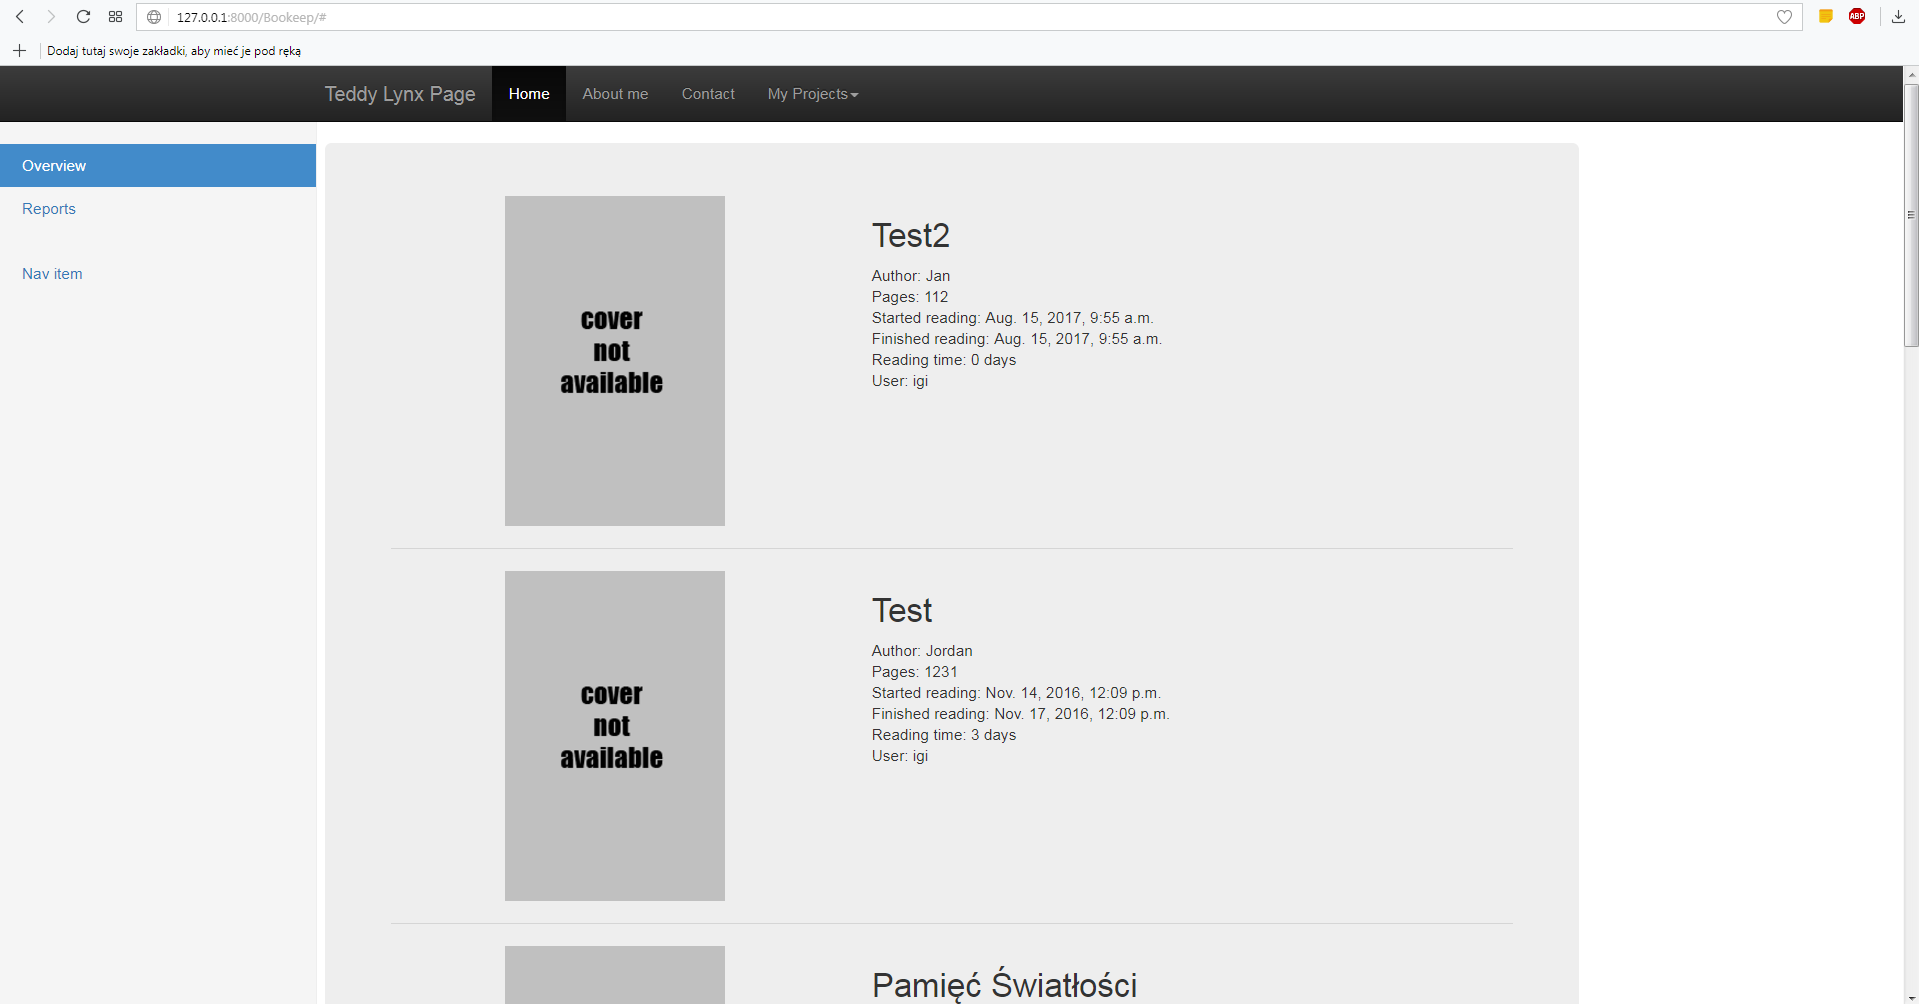 127.0.0.1:8000/Bookeep/#
ABP
Dodaj tutaj swoje zakładki, aby mieć je pod ręką
Teddy Lynx Page Home About me Contact My Projects
Overview
Reports
Nav item
cover
not
available
Test2
Author: Jan
Pages: 112
Started reading: Aug. 15, 2017, 9:55 a.m.
Finished reading: Aug. 15, 2017, 9:55 a.m.
Reading time: 0 days
User: igi
cover
not
available
Test
Author: Jordan
Pages: 1231
Started reading: Nov. 14, 2016, 12:09 p.m.
Finished reading: Nov. 17, 2016, 12:09 p.m.
Reading time: 3 days
User: igi
Pamięć Światłości